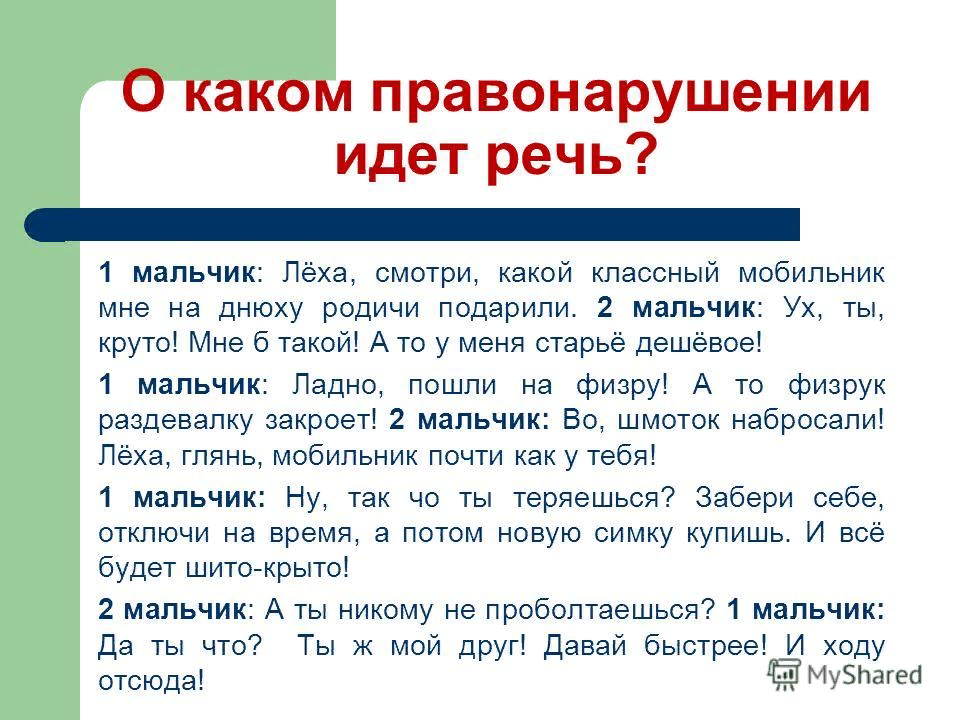 О каком правонарушении
идет речь?
1 мальчик: Лёха, смотри, какой классный мобильник
мне на днюху родичи подарили. 2 мальчик: Ух, ты,
круто! Мне б такой! А то у меня старьё дешёвое!
1 мальчик: Ладно, пошли на физру! А то физрук
раздевалку закроет! 2 мальчик: Во, шмоток набросали!
Лёха, глянь, мобильник почти как у тебя!
1 мальчик: Ну, так чо ты теряешься? Забери себе,
отключи на время, а потом новую симку купишь. И всё
будет шито-крыто!
2 мальчик: А ты никому не проболтаешься? 1 мальчик:
Да ты что? Ты ж мой друг! Давай быстрее! И ходу
отсюда!
MyShared